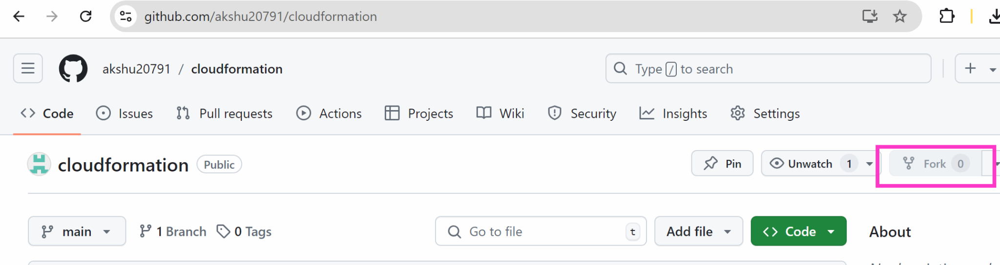 github.com/akshu20791/cloudformation
akshu20791 / cloudformation
Type / to search
Code Issues Pull requests Actions Projects Wiki Security Insights Settings
cloudformation Public Pin Unwatch 1 Fork 0
main 1 Branch 0 Tags Go to file t Add file Code About